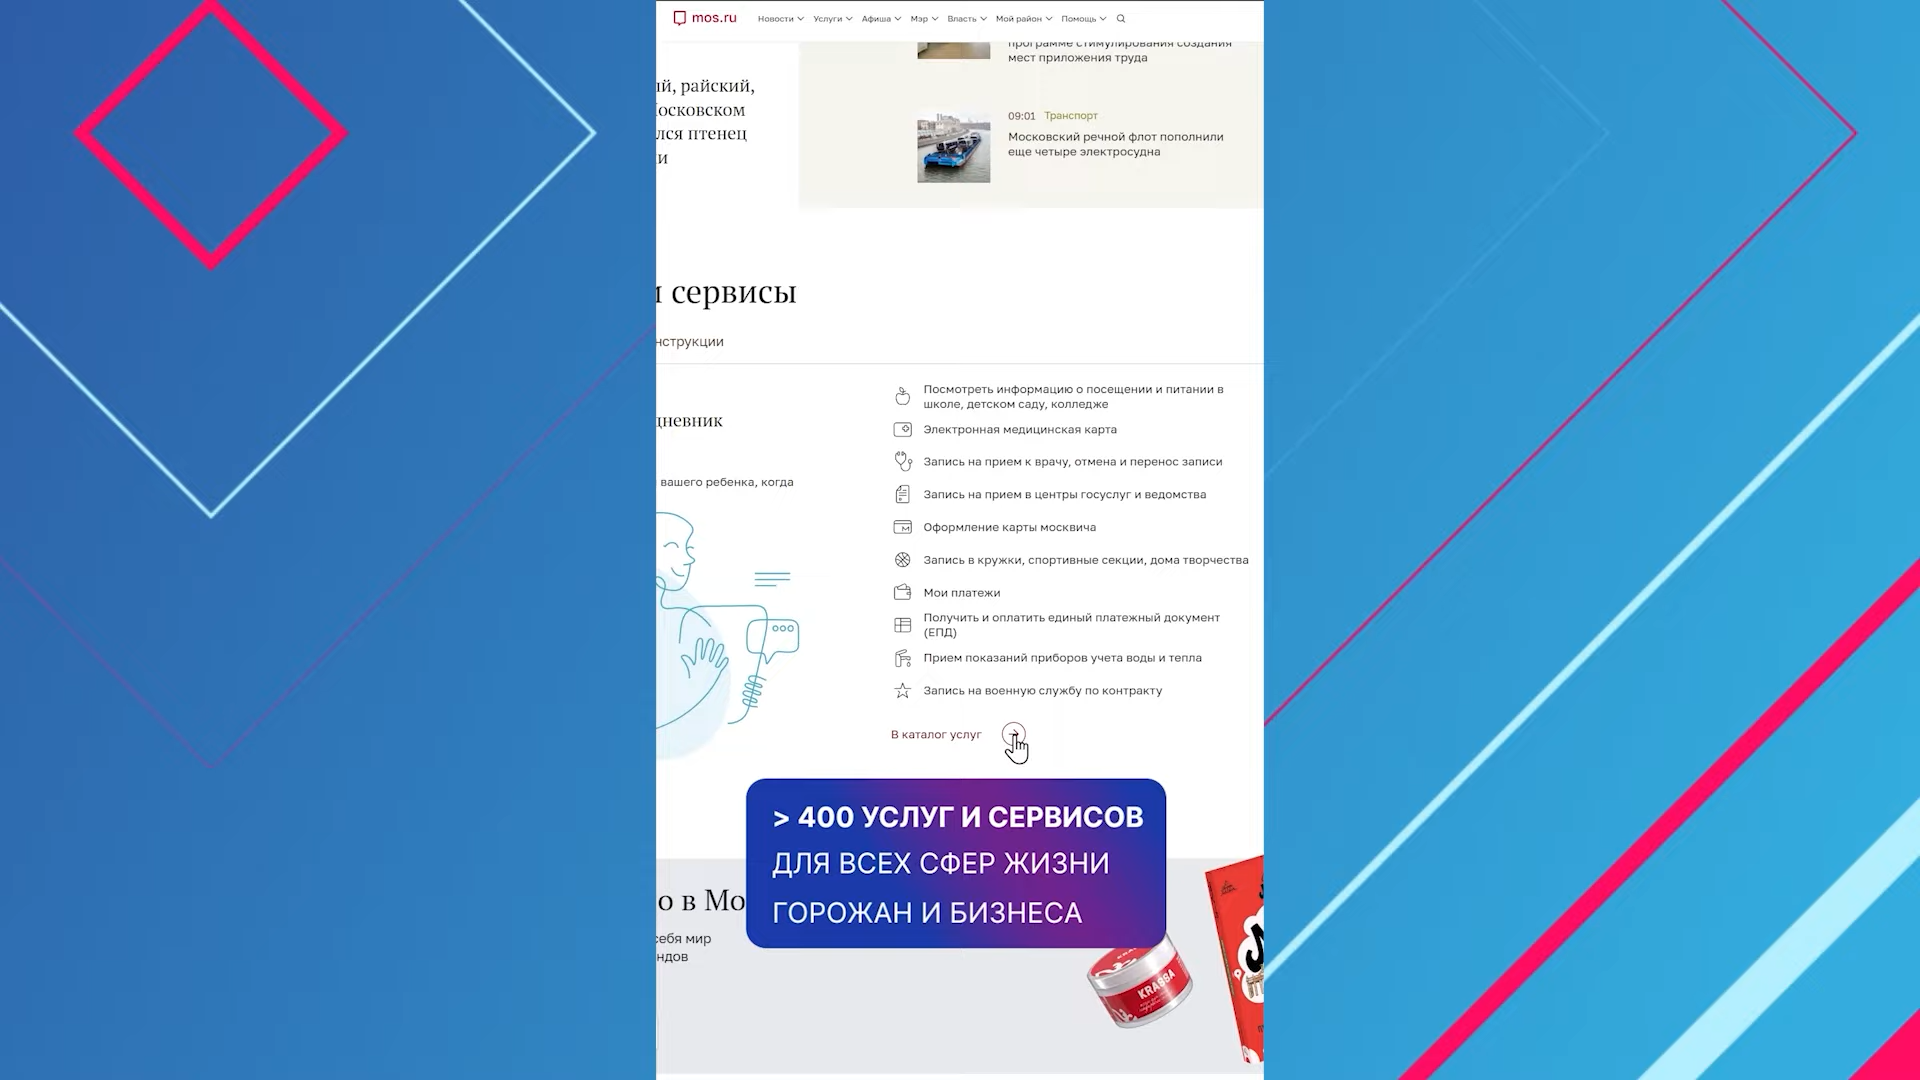 mos.ru
Новости
Услуги
Афиша
Мэр
Власть
Мой район
Помощь
программе стимулирования создания
мест приложения труда
й, райский,
осковском
лся птенец
и
09:01 Транспорт
Московский речной флот пополнили
еще четыре электросудна
и сервисы
нструкции
дневник
вашего ребенка, когда
Посмотреть информацию о посещении и питании в
школе, детском саду, колледже
Электронная медицинская карта
Запись на прием к врачу, отмена и перенос записи
Запись на прием в центры госуслуг и ведомства
Оформление карты москвича
Запись в кружки, спортивные секции, дома творчества
Мои платежи
Получить и оплатить единый платежный документ
(ЕПД)
Прием показаний приборов учета воды и тепла
Запись на военную службу по контракту
В каталог услуг
> 400 УСЛУГ И СЕРВИСОВ
ДЛЯ ВСЕХ СФЕР ЖИЗНИ
ГОРОЖАН И БИЗНЕСА
о в Мо
себя мир
ндов
KRASSA